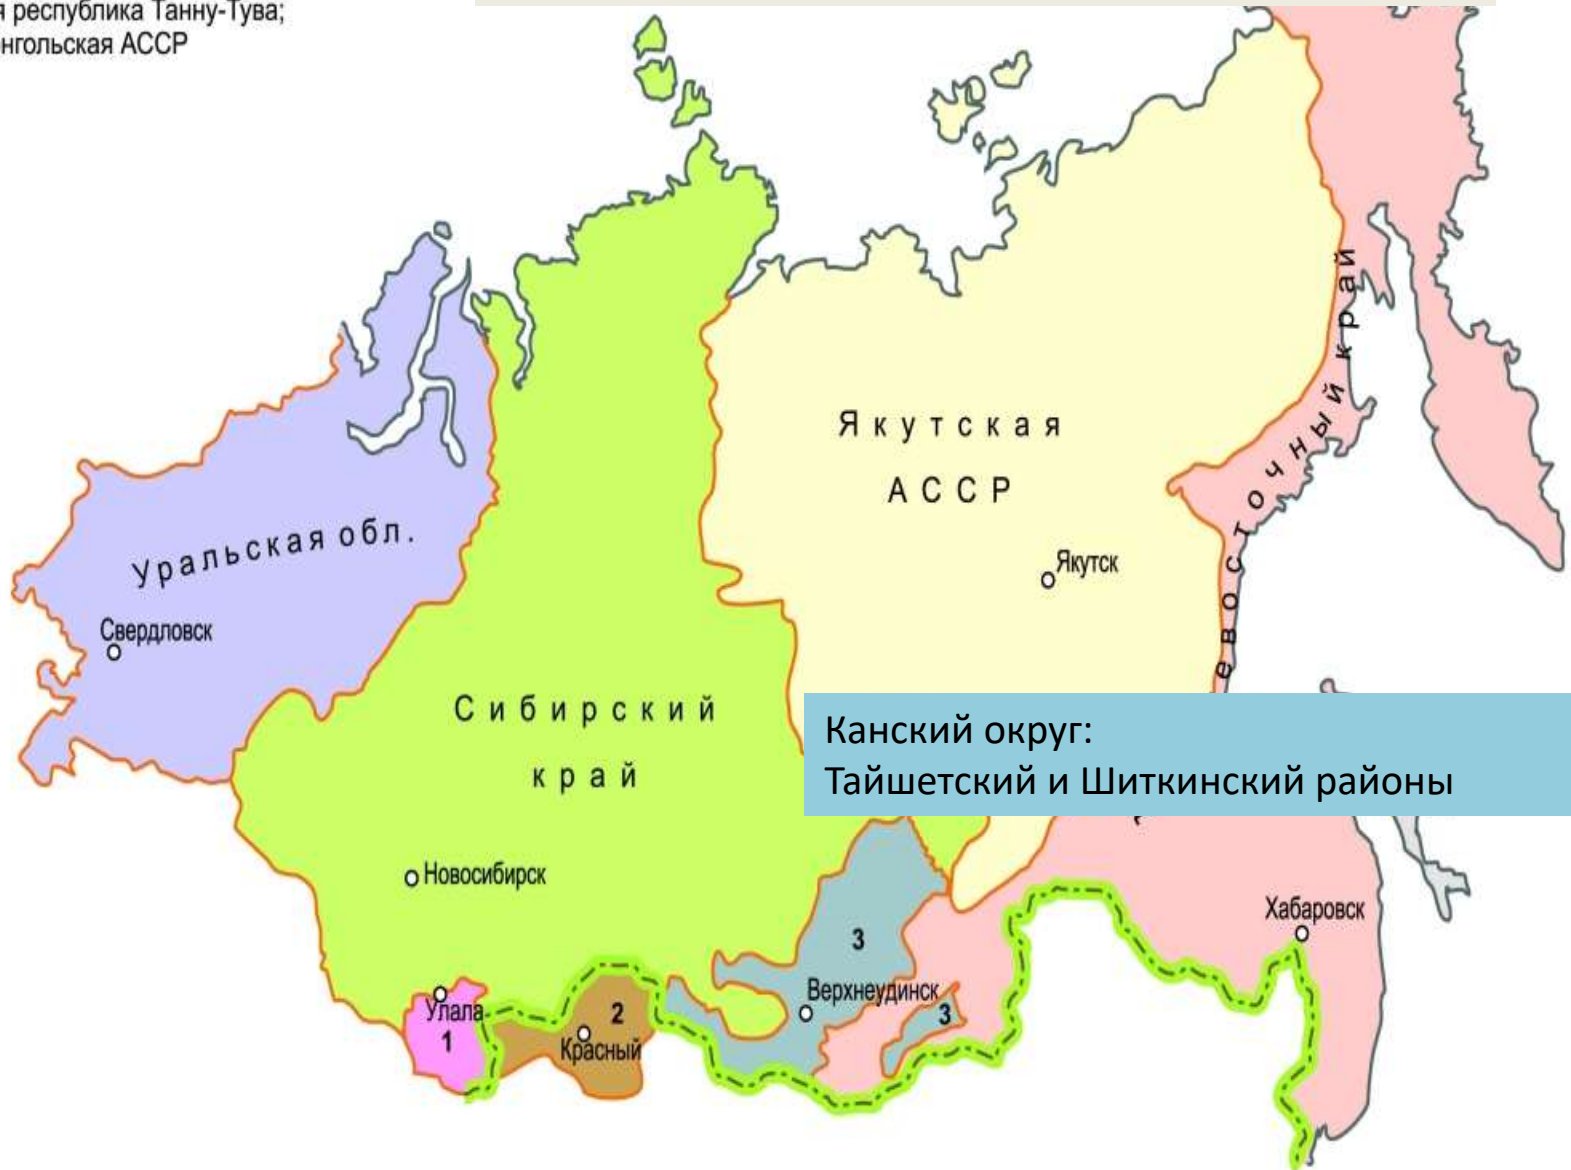 я республика Танну-Тува;
нгольская АССР
Якутская
АССР
Якутск
Уральская обл.
Свердловск
Сибирский
край
Новосибирск
евосточный край
Канский округ:
Тайшетский и Шиткинский районы
Хабаровск
3
Верхнеудинск
3
Улала
1
2
Красный